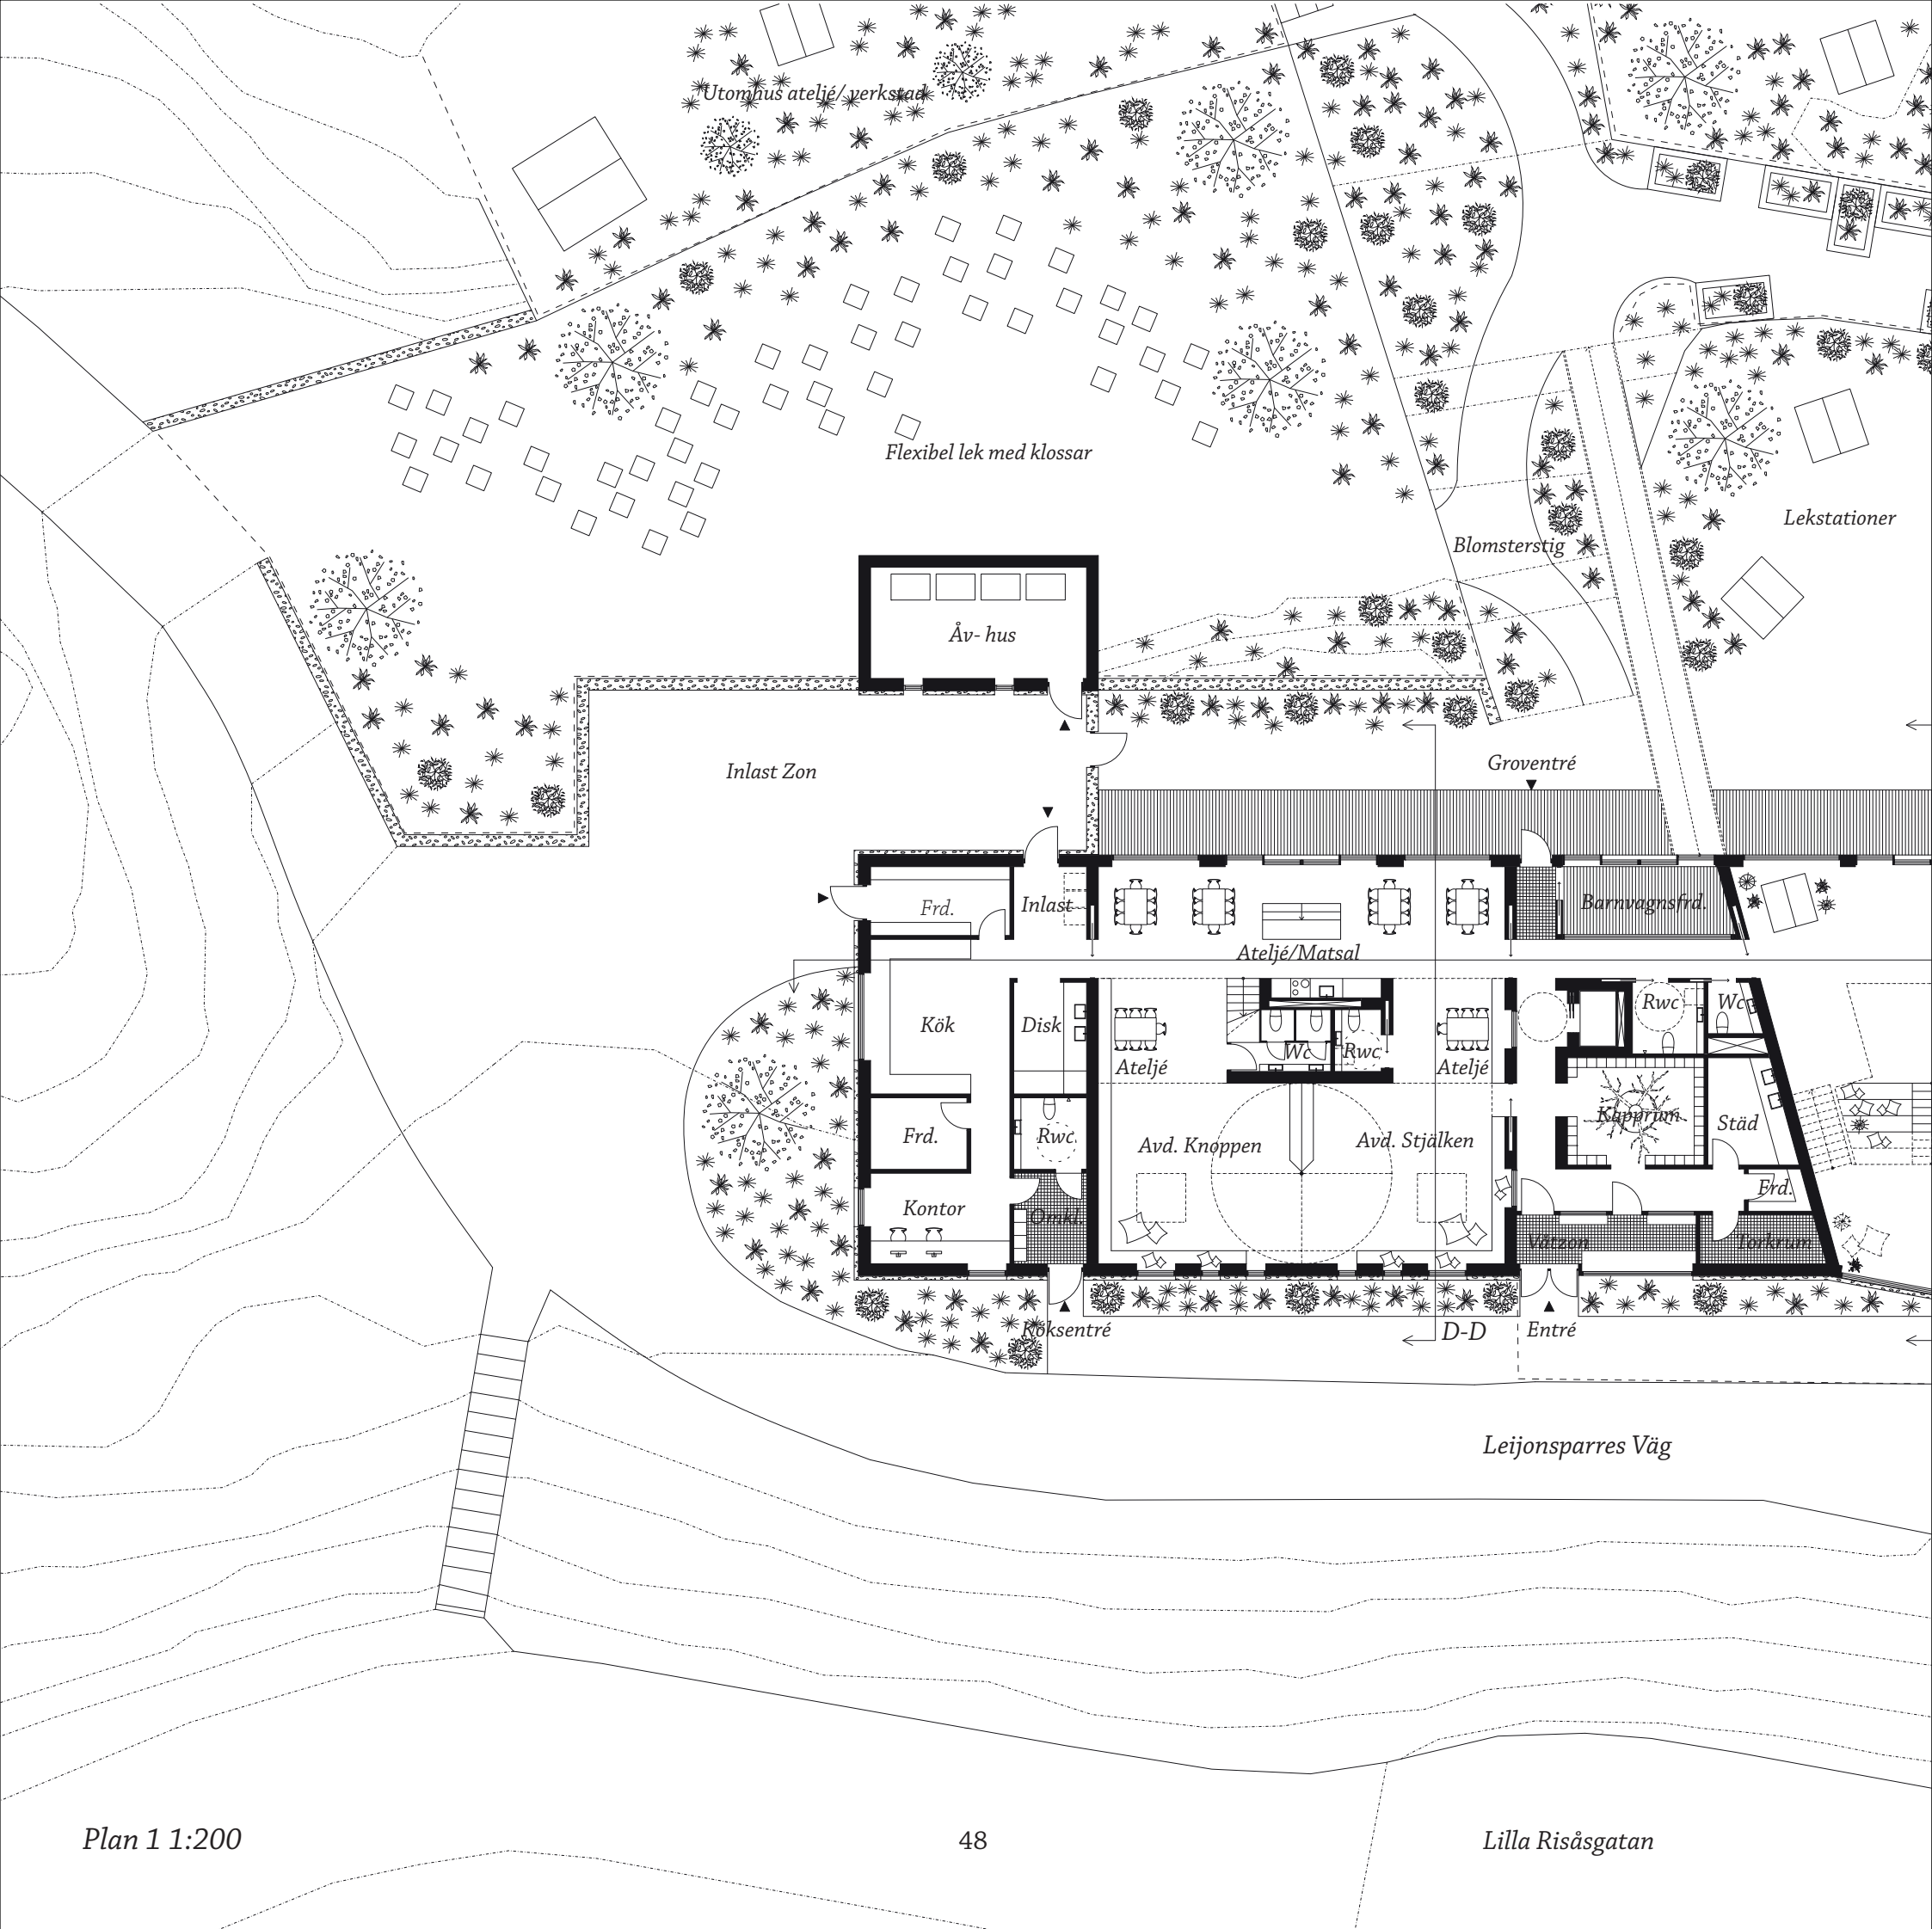 Utomhus ateljé/ verkstad
Flexibel lek med klossar
Lekstationer
Blomsterstig
Åv- hus
Inlast Zon
Groventré
Frd.
Inlast
Barnvagnsfrd.
Ateljé/Matsal
Kök
Disk
Ateljé
Wc
Rwc
Ateljé
Rwc
Wc
Kapprum
Städ
Frd.
Rwc
Avd. Knoppen
Avd. Stjälken
Kontor
Omkl.
Frd.
Våtzon
Torkrum
Köksentré
D-D
Entré
Leijonsparres Väg
Plan 1 1:200
48
Lilla Risåsgatan